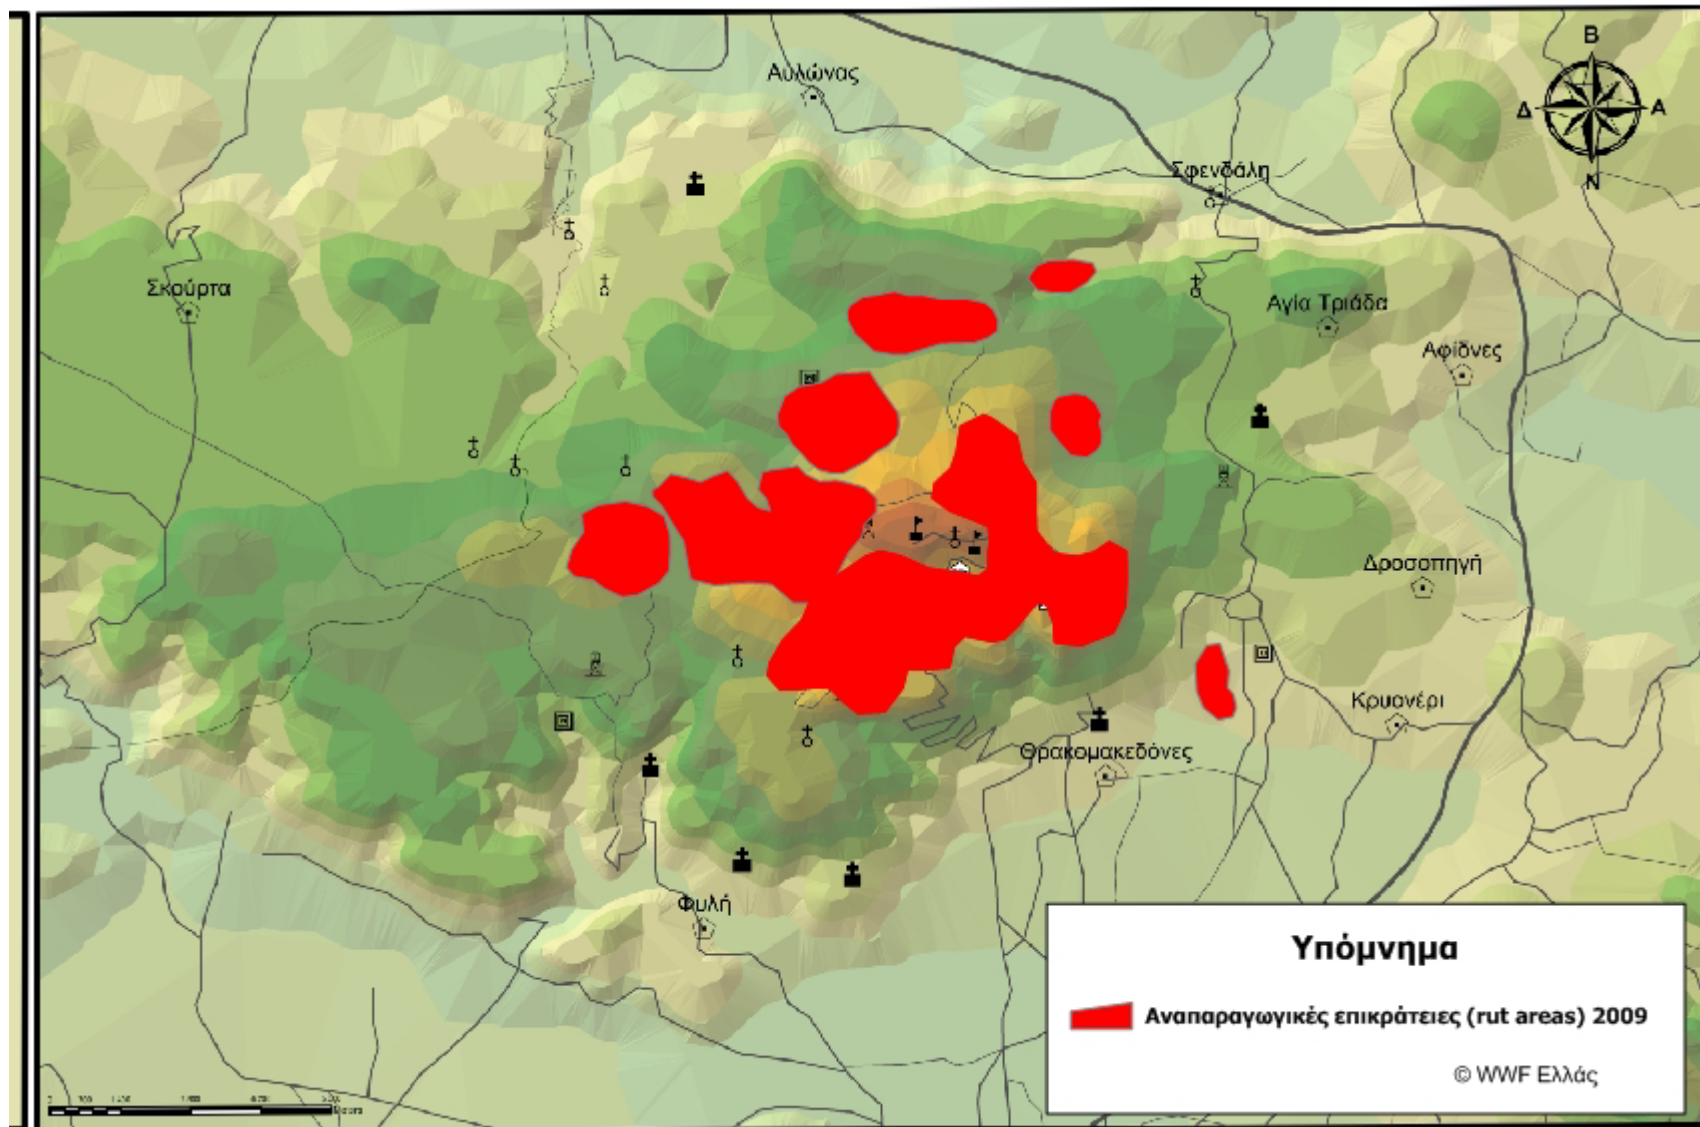 Β
Αυλώνας
Δ
Α
Σφενδάλη
Ν
Σκούρτα
Αγία Τριάδα
Αφίδνες
Δροσοπηγή
Κρυονέρι
Θρακομακεδόνες
Φυλή
Υπόμνημα
Αναπαραγωγικές επικράτειες (rut areas) 2009
© WWF Ελλάς